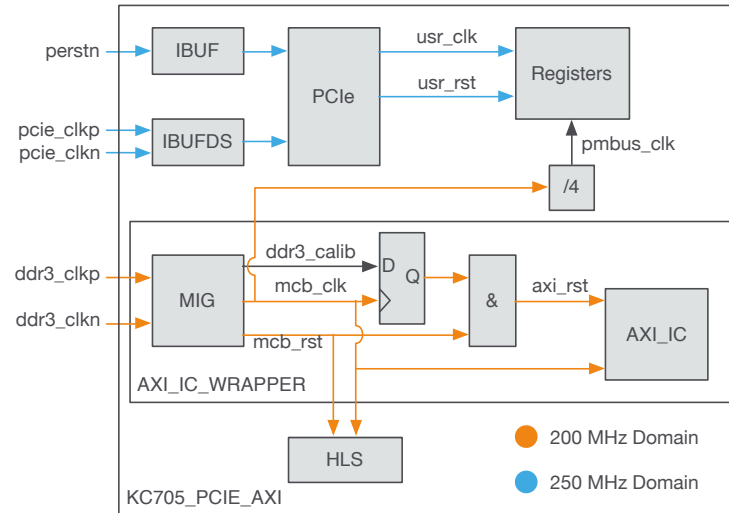 perstn
IBUF
usr_clk
Registers
PCIe
usr_rst
pcie_clkp
pcie_clkn
IBUFDS
pmbus_clk
/4
ddr3_clkp
ddr3_clkn
MIG
ddr3_calib
D
Q
mcb_clk
&
axi_rst
AXI_IC
mcb_rst
AXI_IC_WRAPPER
HLS
200 MHz Domain
250 MHz Domain
KC705_PCIE_AXI